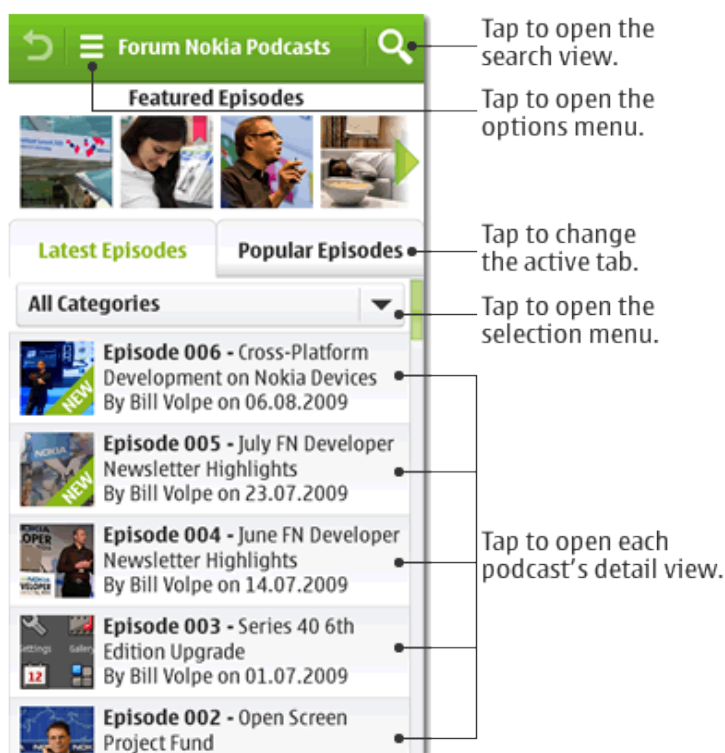 Forum Nokia Podcasts
Tap to open the
search view.
Featured Episodes
Tap to open the
options menu.
Latest Episodes
Popular Episodes
Tap to change
the active tab.
All Categories
Tap to open the
selection menu.
Episode 006 - Cross-Platform
Development on Nokia Devices
By Bill Volpe on 06.08.2009
NEW
Episode 005 - July FN Developer
Newsletter Highlights
By Bill Volpe on 23.07.2009
NOKIA
NEW
Episode 004 - June FN Developer
Newsletter Highlights
By Bill Volpe on 14.07.2009
Tap to open each
podcast's detail view.
Episode 003 - Series 40 6th
Edition Upgrade
By Bill Volpe on 01.07.2009
Settings
Gallery
12
Episode 002 - Open Screen
Project Fund